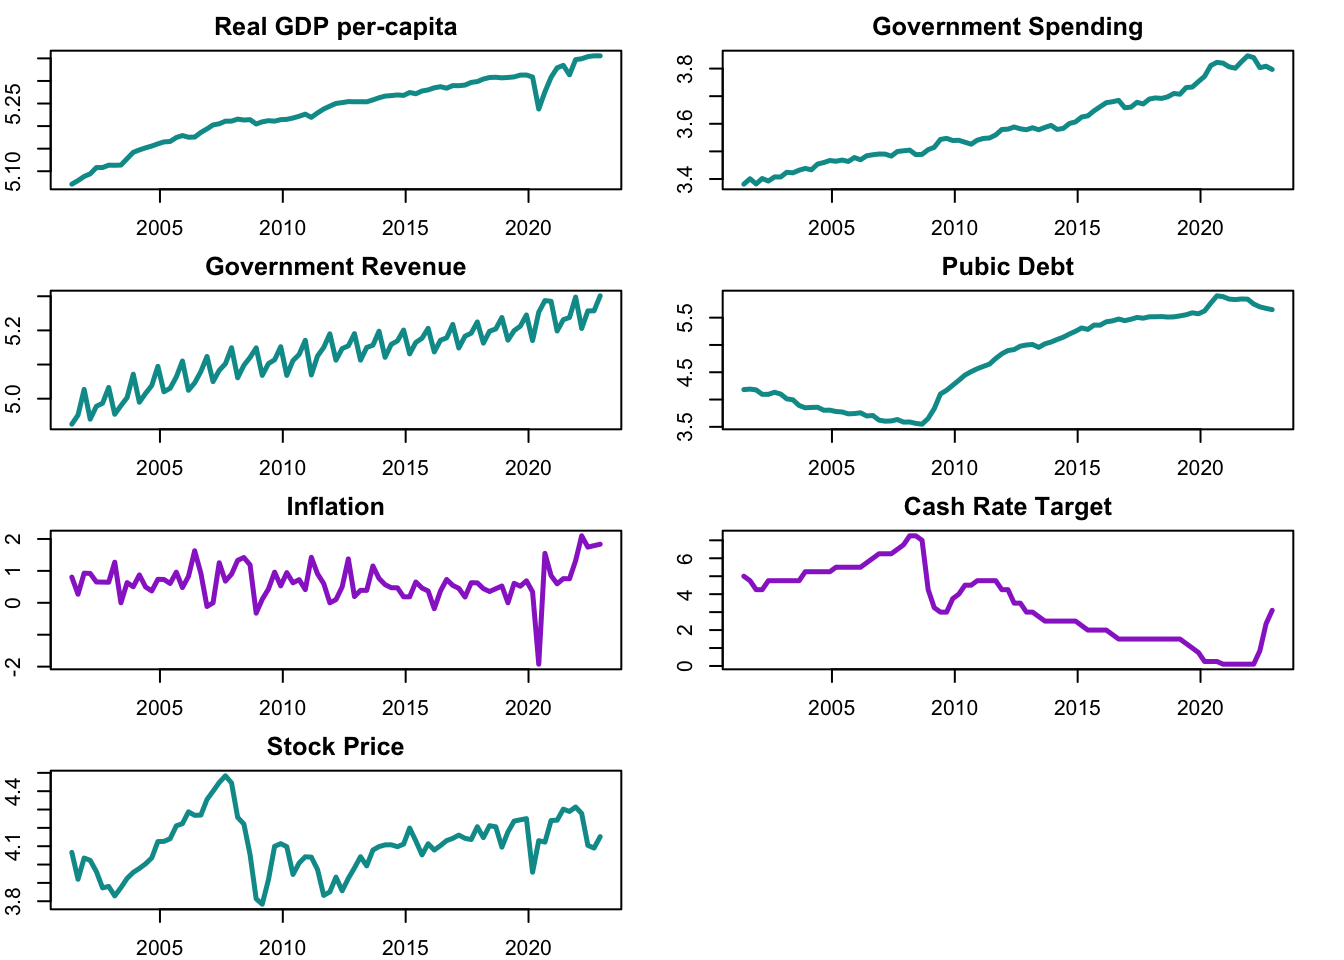 Real GDP per-capita
5.10 5.25
2005 2010 2015 2020
Government Spending
3.4 3.6 3.8
2005 2010 2015 2020
Government Revenue
5.0 5.2
2005 2010 2015 2020
Pubic Debt
3.5 4.5 5.5
2005 2010 2015 2020
Inflation
-2 0 1 2
2005 2010 2015 2020
Cash Rate Target
0 2 4 6
2005 2010 2015 2020
Stock Price
3.8 4.1 4.4
2005 2010 2015 2020